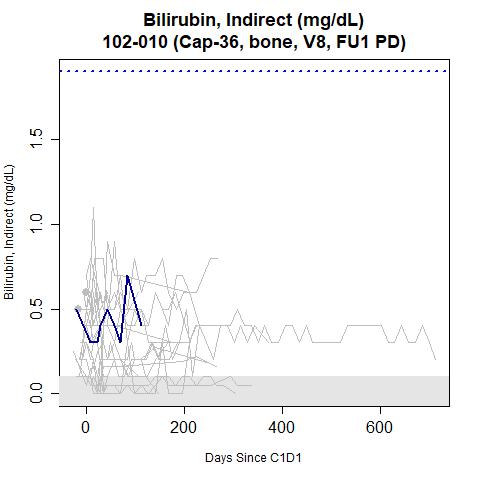 Bilirubin, Indirect (mg/dL)
102-010 (Cap-36, bone, V8, FU1 PD)
Bilirubin, Indirect (mg/dL)
1.5
1.0
0.5
0.0
0 200 400 600
Days Since C1D1